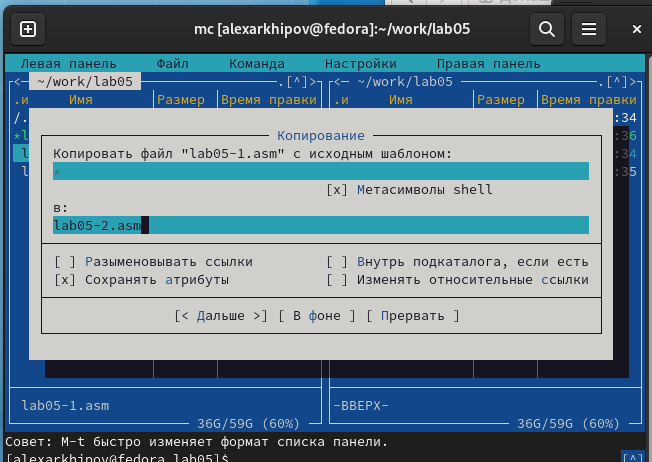 mc [alexarkhipov@fedora]:~/work/lab05
Левая панель Файл Команда Настройки Правая панель
<─ ~/work/lab05 .[^]> <─ ~/work/lab05 .[^]>
.и Имя Размер Время правки .и Имя Размер Время правки
/. :34
*l :36
l :34
l :35
Копирование
Копировать файл "lab05-1.asm" с исходным шаблоном:
*
[x] Метасимволы shell
в:
lab05-2.asm
[ ] Разыменовывать ссылки [ ] Внутрь подкаталога, если есть
[x] Сохранять атрибуты [ ] Изменять относительные ссылки
[< Дальше >] [ В фоне ] [ Прервать ]
lab05-1.asm -ВВЕРХ-
36G/59G (60%) 36G/59G (60%)
Совет: M-t быстро изменяет формат списка панели.
[alexarkhipov@fedora lab05]$ [^]